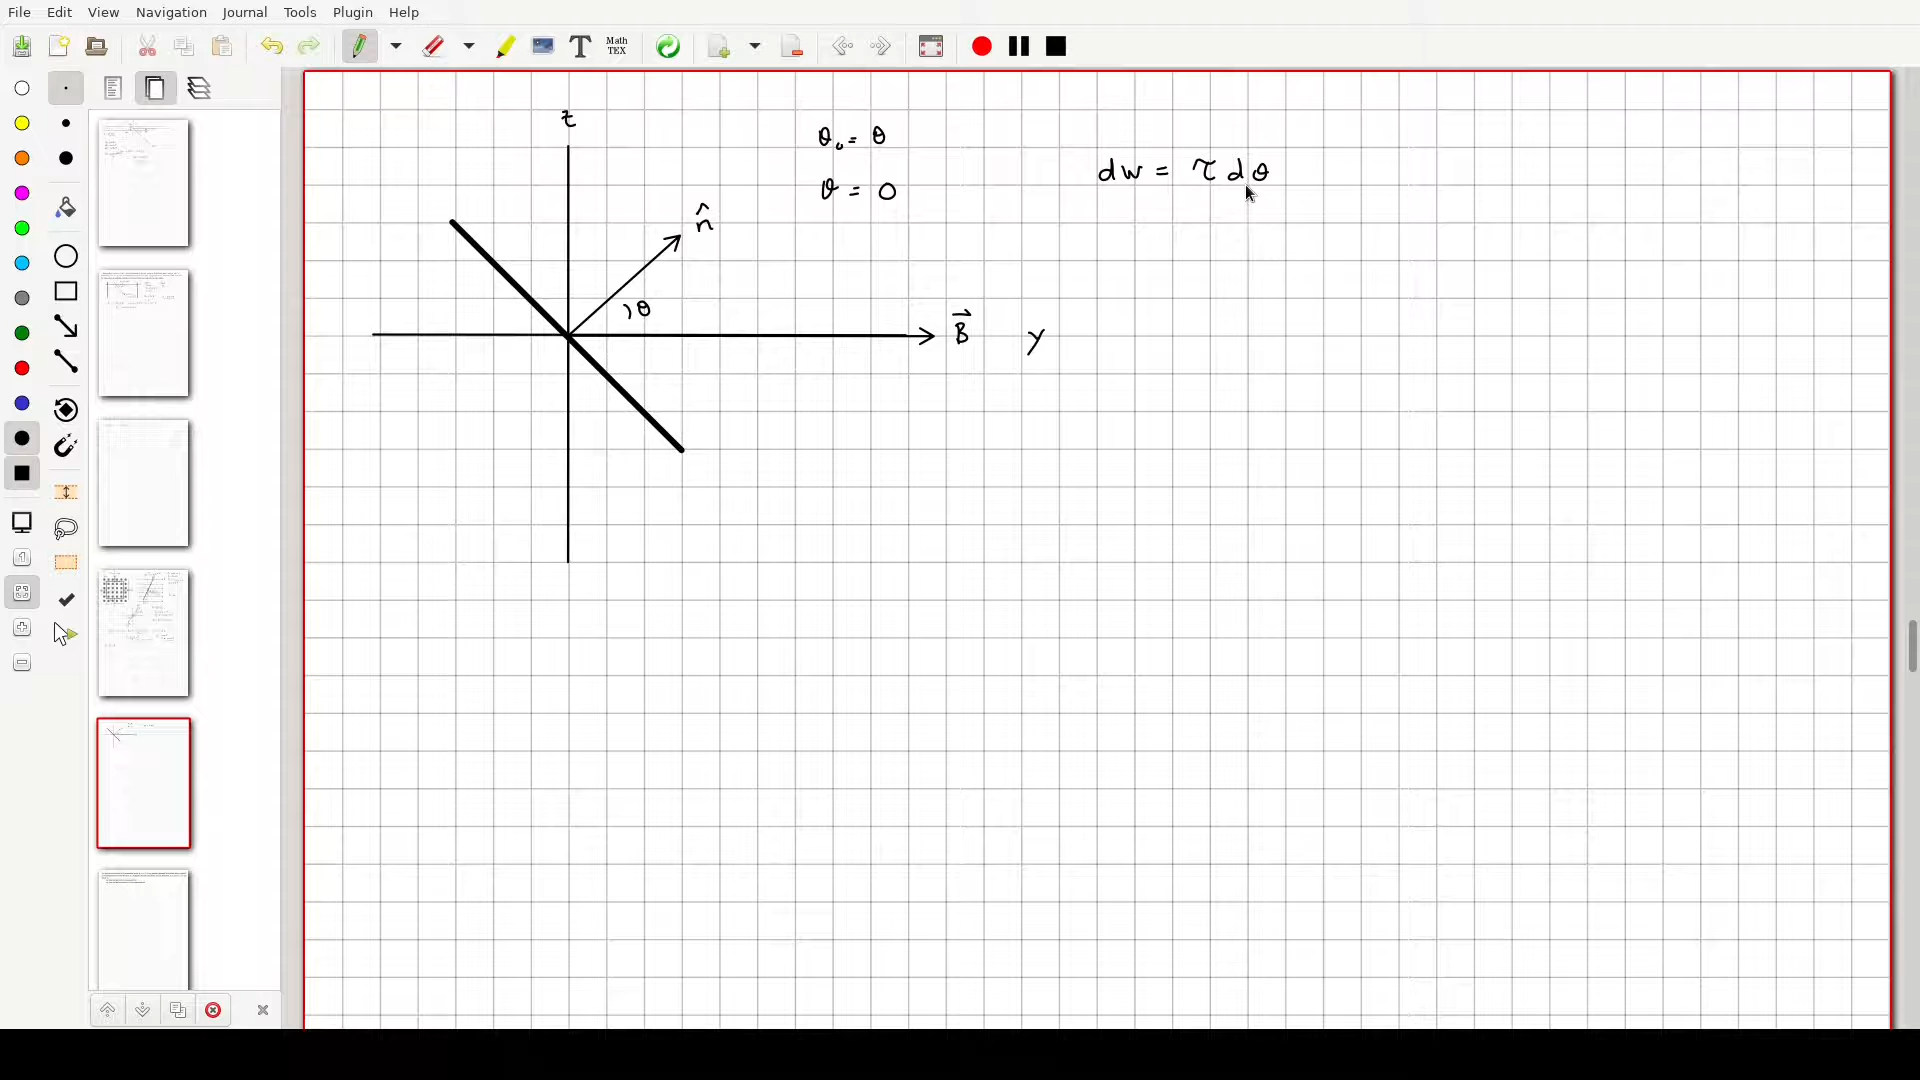 File Edit View Navigation Journal Tools Plugin Help
T Math TEX
z
θ₀ = θ
θ = 0
dw = τ dθ
n̂
θ
B⃗ y